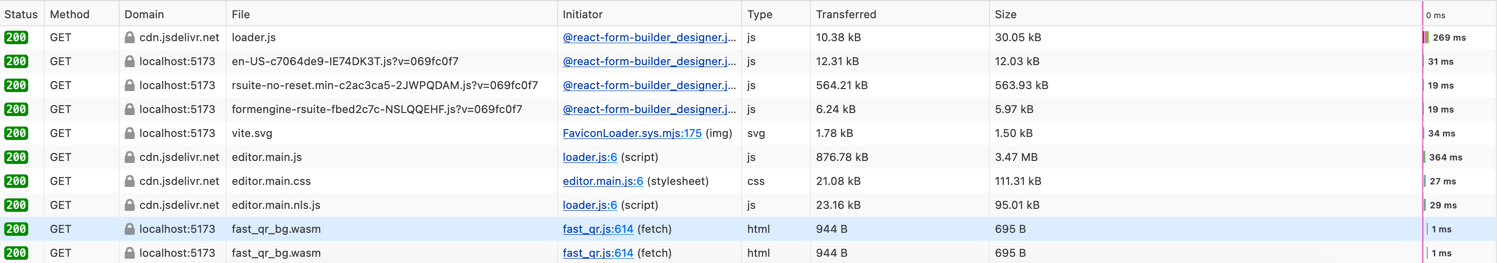 Status Method Domain File Initiator Type Transferred Size 0 ms
200 GET cdn.jsdelivr.net loader.js @react-form-builder_designer.j... js 10.38 kB 30.05 kB 269 ms
200 GET localhost:5173 en-US-c7064de9-IE74DK3T.js?v=069fc0f7 @react-form-builder_designer.j... js 12.31 kB 12.03 kB 31 ms
200 GET localhost:5173 rsuite-no-reset.min-c2ac3ca5-2JWPQDAM.js?v=069fc0f7 @react-form-builder_designer.j... js 564.21 kB 563.93 kB 19 ms
200 GET localhost:5173 formengine-rsuite-fbed2c7c-NSLQQEHF.js?v=069fc0f7 @react-form-builder_designer.j... js 6.24 kB 5.97 kB 19 ms
200 GET localhost:5173 vite.svg FaviconLoader.sys.mjs:175 (img) svg 1.78 kB 1.50 kB 34 ms
200 GET cdn.jsdelivr.net editor.main.js loader.js:6 (script) js 876.78 kB 3.47 MB 364 ms
200 GET cdn.jsdelivr.net editor.main.css editor.main.js:6 (stylesheet) css 21.08 kB 111.31 kB 27 ms
200 GET cdn.jsdelivr.net editor.main.nls.js loader.js:6 (script) js 23.16 kB 95.01 kB 29 ms
200 GET localhost:5173 fast_qr_bg.wasm fast_qr.js:614 (fetch) html 944 B 695 B 1 ms
200 GET localhost:5173 fast_qr_bg.wasm fast_qr.js:614 (fetch) html 944 B 695 B 1 ms